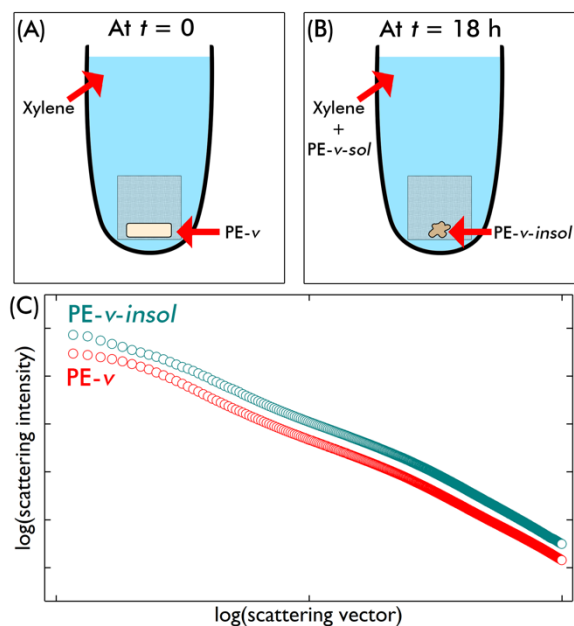 (A) At t = 0
Xylene
PE-v
(B) At t = 18 h
Xylene
+
PE-v-sol
PE-v-insol
(C)
PE-v-insol
PE-v
log(scattering intensity)
log(scattering vector)